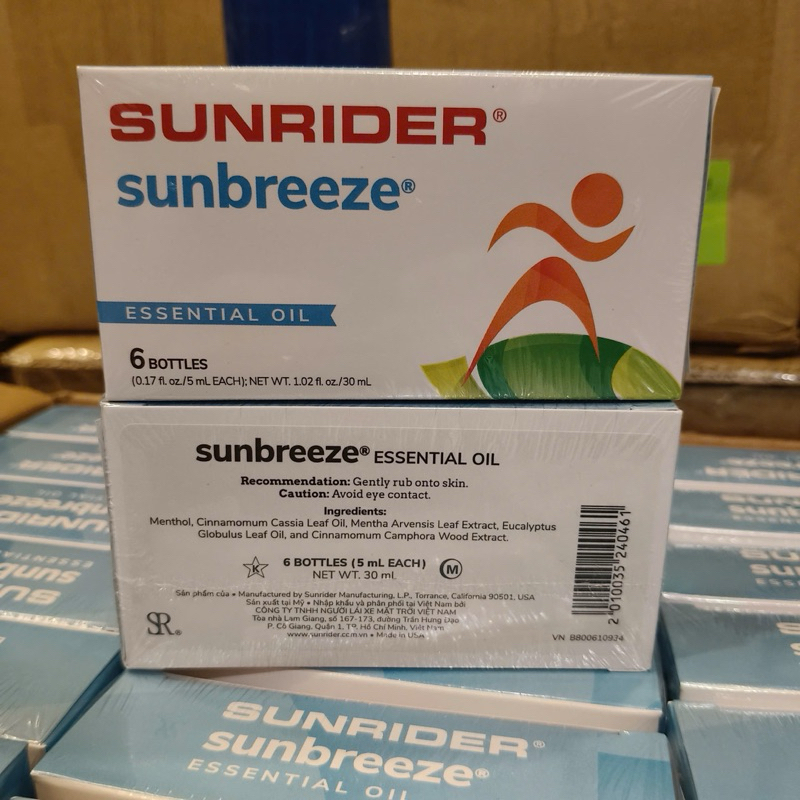 SUNRIDER®
sunbreeze®
ESSENTIAL OIL
6 BOTTLES
(0.17 fl. oz./5 mL EACH); NET WT. 1.02 fl. oz./30 mL
sunbreeze® ESSENTIAL OIL
Recommendation: Gently rub onto skin.
Caution: Avoid eye contact.
Ingredients:
Menthol, Cinnamomum Cassia Leaf Oil, Mentha Arvensis Leaf Extract, Eucalyptus
Globulus Leaf Oil, and Cinnamomum Camphora Wood Extract.
K
6 BOTTLES (5 mL EACH)
NET WT. 30 mL
M
Sản phẩm của • Manufactured by Sunrider Manufacturing, L.P., Torrance, California 90501, USA
Sản xuất tại Mỹ • Nhập khẩu và phân phối tại Việt Nam bởi
CÔNG TY TNHH NGƯỜI LÁI XE MẶT TRỜI VIỆT NAM
Tòa nhà Lam Giang, số 167-173, đường Trần Hưng Đạo
P. Cô Giang, Quận 1, TP. Hồ Chí Minh, Việt Nam
www.sunrider.com.vn • Made in USA
SR®
2 010035 240461
VN B800610934
SUNRIDER®
sunbreeze®
ESSENTIAL OIL